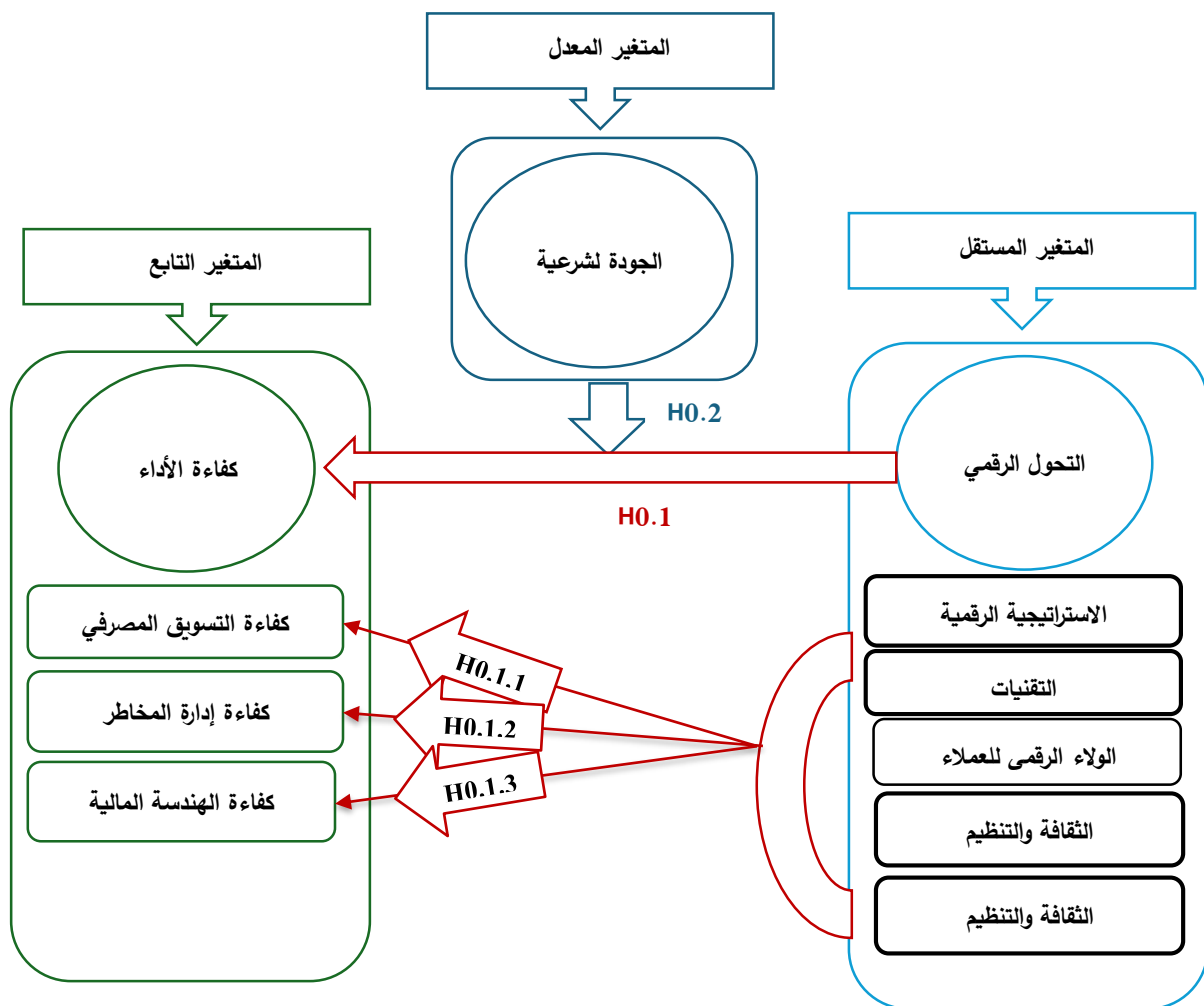 المتغير المعدل
الجودة لشرعية
المتغير المستقل
المتغير التابع
التحول الرقمي
كفاءة الأداء
H0.2
H0.1
الاستراتيجية الرقمية
التقنيات
الولاء الرقمى للعملاء
الثقافة والتنظيم
الثقافة والتنظيم
H0.1.1
H0.1.2
H0.1.3
كفاءة التسويق المصرفي
كفاءة إدارة المخاطر
كفاءة الهندسة المالية